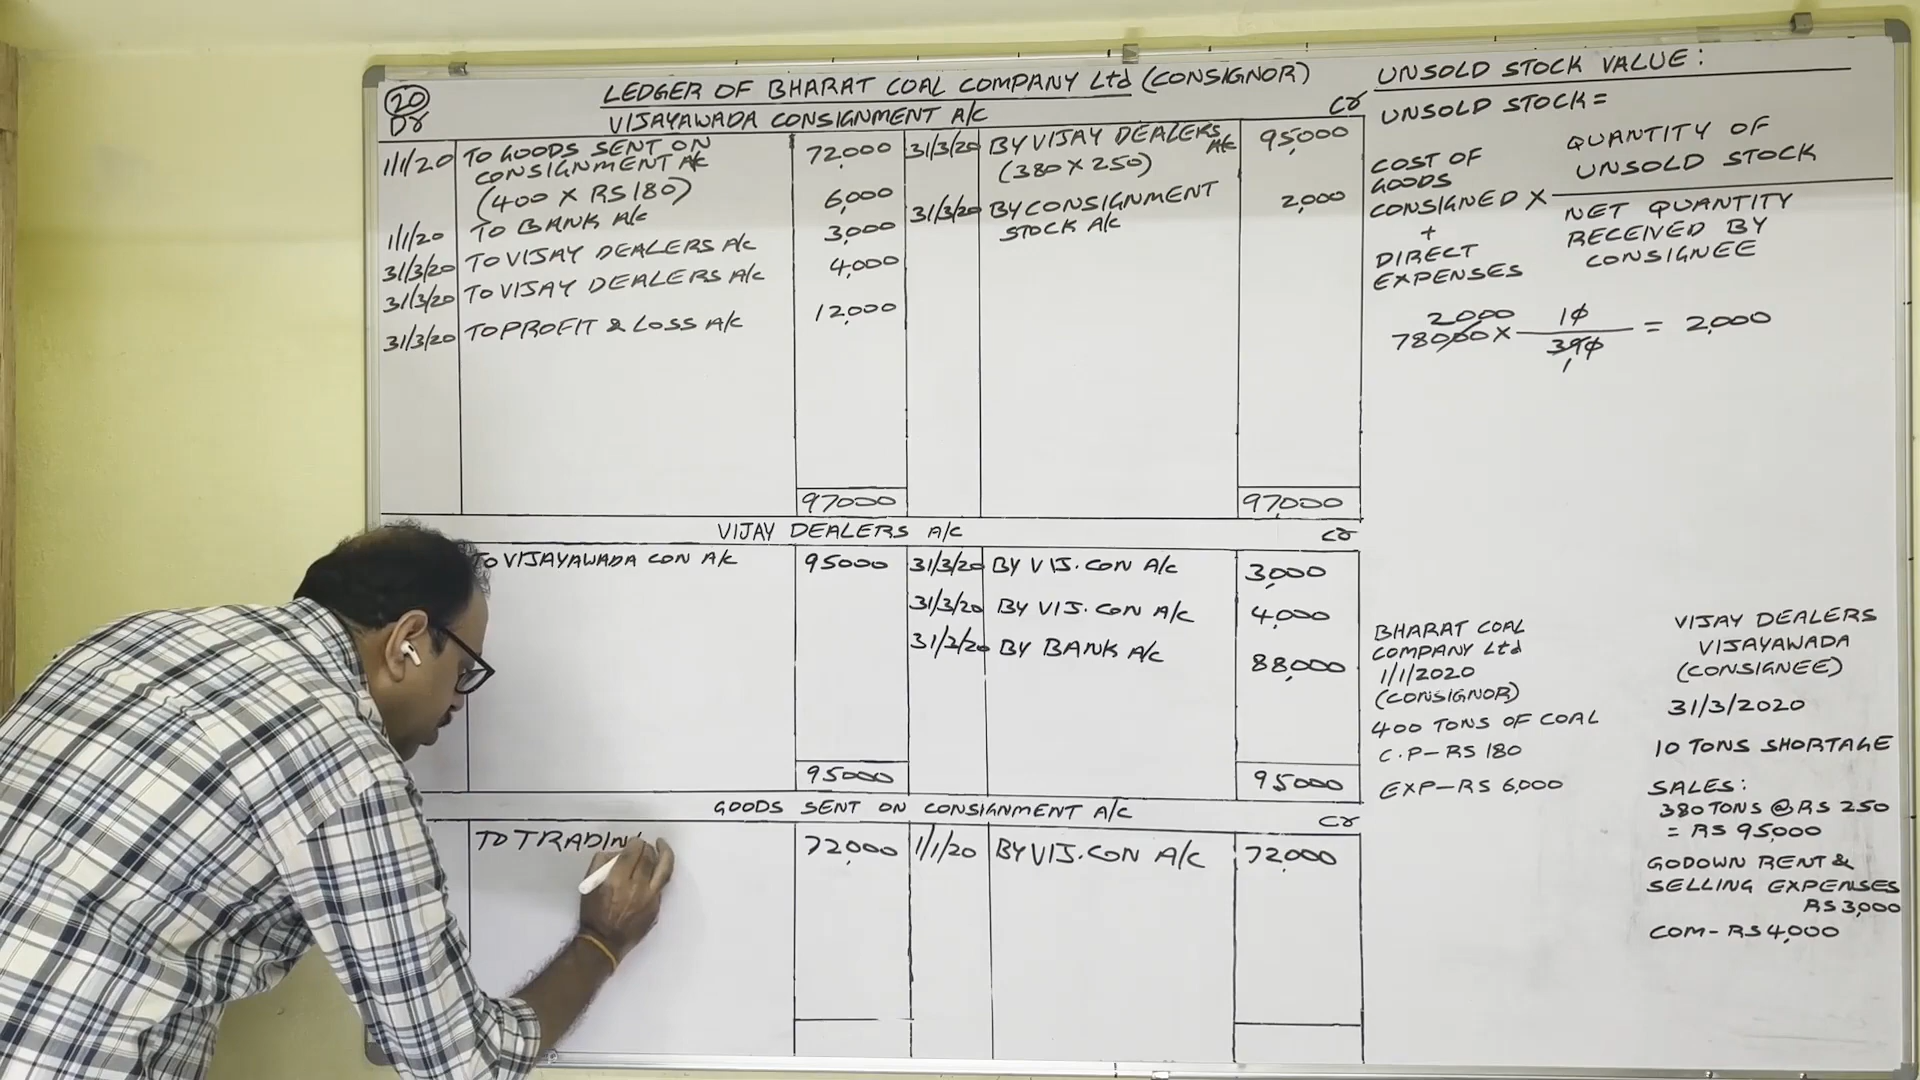 20
LEDGER OF BHARAT COAL COMPANY Ltd (CONSIGNOR)
Dr VIJAYAWADA CONSIGNMENT A/c Cr
1/1/20 TO GOODS SENT ON CONSIGNMENT A/c 72,000 31/3/20 BY VIJAY DEALERS A/c 95,000
(400 X RS 180) (380 X 250)
1/1/20 TO BANK A/c 6,000 31/3/20 BY CONSIGNMENT STOCK A/c 2,000
31/3/20 TO VIJAY DEALERS A/c 3,000
31/3/20 TO VIJAY DEALERS A/c 4,000
31/3/20 TO PROFIT & LOSS A/c 12,000
97000 97,000
VIJAY DEALERS A/c Cr
TO VIJAYAWADA CON A/c 95000 31/3/20 BY VIJ. CON A/c 3,000
31/3/20 BY VIJ. CON A/c 4,000
31/3/20 BY BANK A/c 88,000
95000 95000
GOODS SENT ON CONSIGNMENT A/c Cr
TO TRADIN 72,000 1/1/20 BY VIJ. CON A/c 72,000
UNSOLD STOCK VALUE :
UNSOLD STOCK =
COST OF
GOODS
CONSIGNED X
+
DIRECT
EXPENSES
QUANTITY OF
UNSOLD STOCK
NET QUANTITY
RECEIVED BY
CONSIGNEE
2000
78000 X 10 = 2,000
390
1
BHARAT COAL
COMPANY Ltd
1/1/2020
(CONSIGNOR)
400 TONS OF COAL
C.P-RS 180
EXP-RS 6,000
VIJAY DEALERS
VIJAYAWADA
(CONSIGNEE)
31/3/2020
10 TONS SHORTAGE
SALES:
380 TONS @ RS 250
= RS 95,000
GODOWN RENT &
SELLING EXPENSES
RS 3,000
COM- RS 4,000